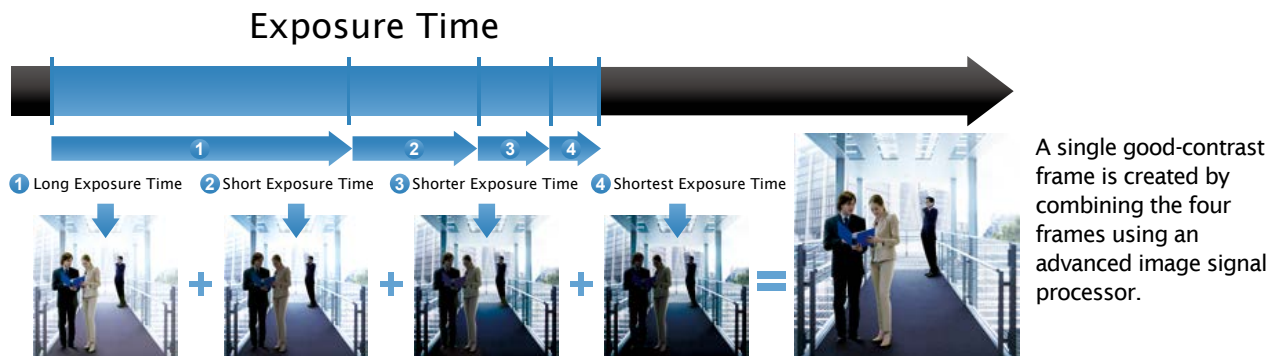 Exposure Time
1 2 3 4
1 Long Exposure Time 2 Short Exposure Time 3 Shorter Exposure Time 4 Shortest Exposure Time
+ + + =
A single good-contrast
frame is created by
combining the four
frames using an
advanced image signal
processor.